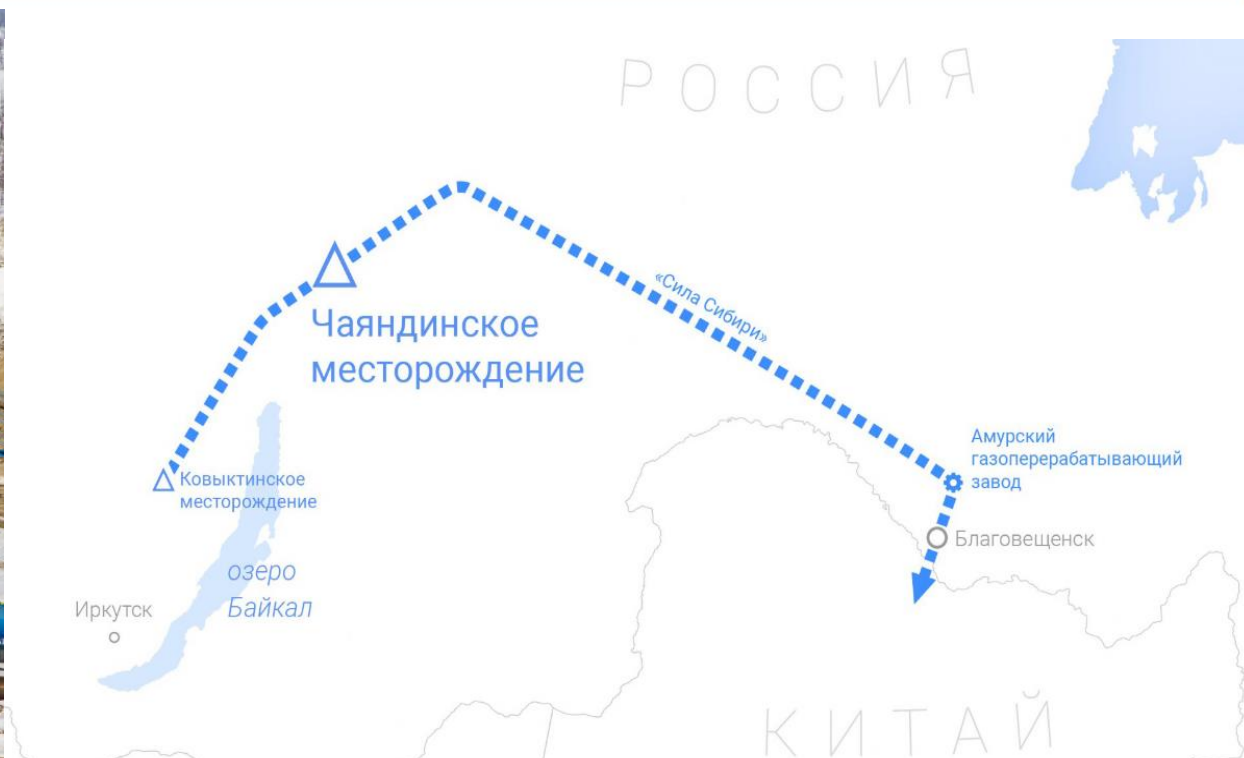 РОССИЯ
«Сила Сибири»
Чаяндинское
месторождение
Амурский
газоперерабатывающий
завод
Ковыктинское
месторождение
Благовещенск
озеро
Байкал
Иркутск
КИТАЙ